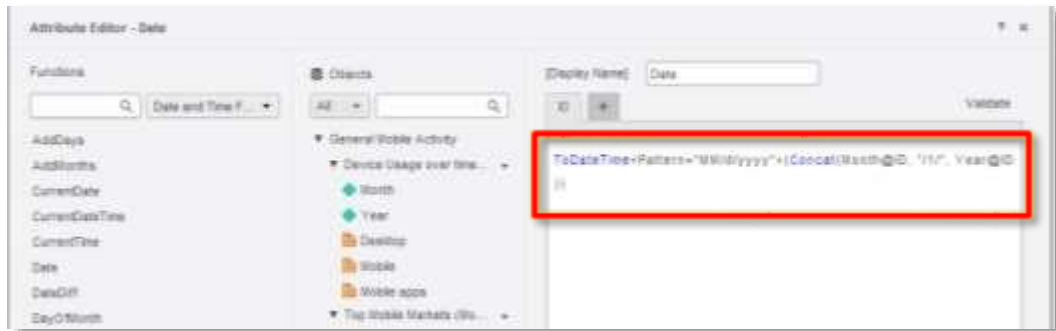 Attribute Editor - Date
? ×
Functions
Objects
[Display Name]
Date
Date and Time F...
All
ID
+
Validate
AddDays
AddMonths
CurrentDate
CurrentDateTime
CurrentTime
Date
DateDiff
DayOfMonth
General Mobile Activity
Device Usage over time...
Month
Year
Desktop
Mobile
Mobile apps
Top Mobile Markets (Mo...
ToDateTime<Pattern="M/d/yyyy">(Concat(Month@ID, "/1/", Year@ID
))